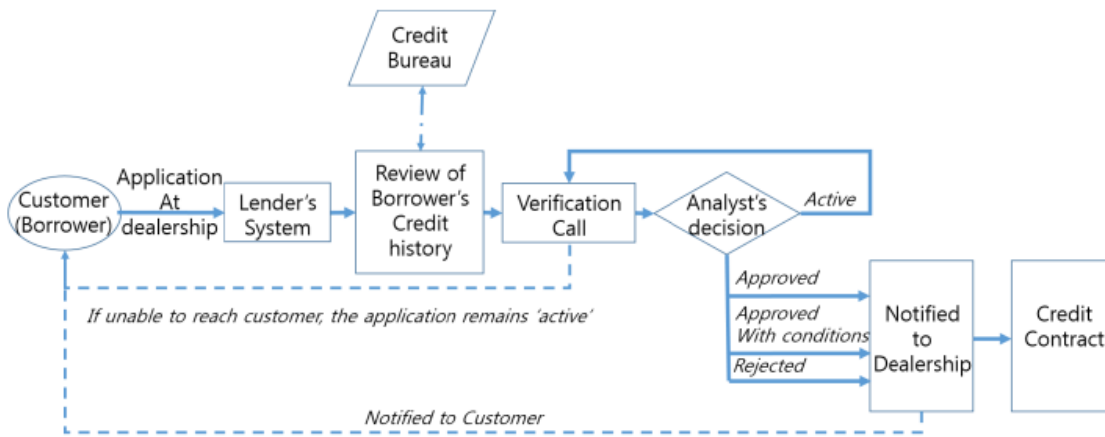 Credit
Bureau
Customer
(Borrower)
Application
At
dealership
Lender's
System
Review of
Borrower's
Credit
history
Verification
Call
Analyst's
decision
Active
If unable to reach customer, the application remains 'active'
Approved
Approved
With conditions
Rejected
Notified
to
Dealership
Credit
Contract
Notified to Customer